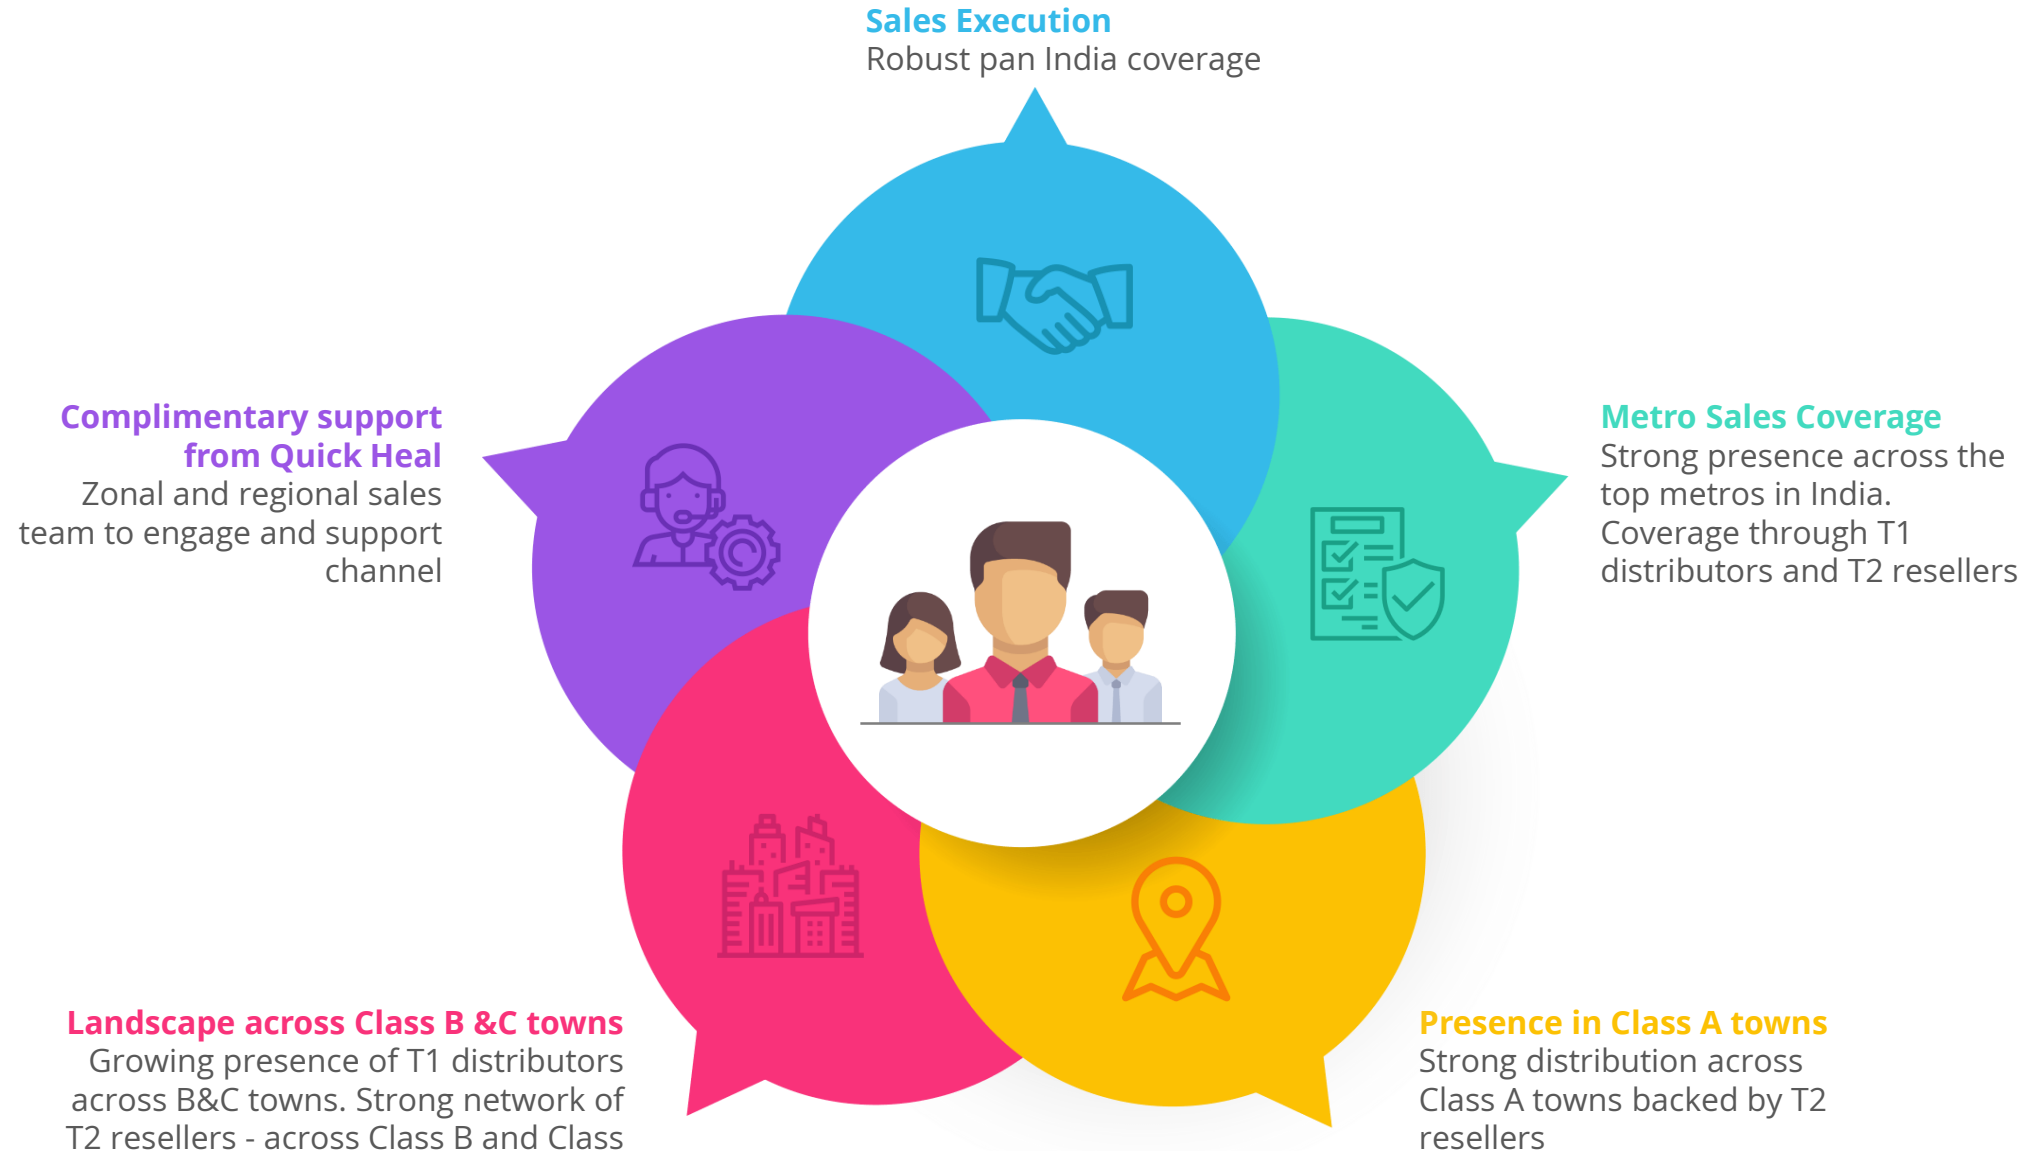 Sales Execution
Robust pan India coverage
Complimentary support
from Quick Heal
Zonal and regional sales
team to engage and support
channel
Metro Sales Coverage
Strong presence across the
top metros in India.
Coverage through T1
distributors and T2 resellers
Landscape across Class B &C towns
Growing presence of T1 distributors
across B&C towns. Strong network of
T2 resellers - across Class B and Class
Presence in Class A towns
Strong distribution across
Class A towns backed by T2
resellers